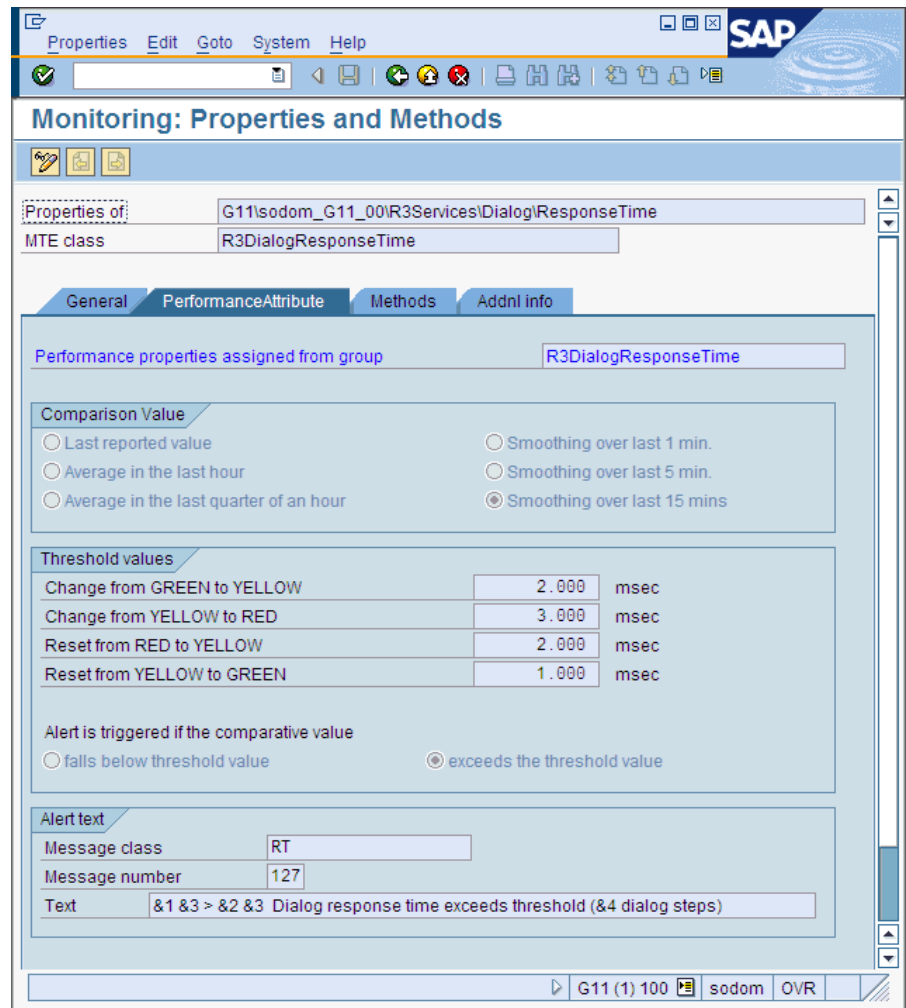 Properties Edit Goto System Help
SAP
Monitoring: Properties and Methods
Properties of G11\sodom_G11_00\R3Services\Dialog\ResponseTime
MTE class R3DialogResponseTime
General PerformanceAttribute Methods Addnl info
Performance properties assigned from group R3DialogResponseTime
Comparison Value
Last reported value Smoothing over last 1 min.
Average in the last hour Smoothing over last 5 min.
Average in the last quarter of an hour Smoothing over last 15 mins
Threshold values
Change from GREEN to YELLOW 2.000 msec
Change from YELLOW to RED 3.000 msec
Reset from RED to YELLOW 2.000 msec
Reset from YELLOW to GREEN 1.000 msec
Alert is triggered if the comparative value
falls below threshold value exceeds the threshold value
Alert text
Message class RT
Message number 127
Text &1 &3 > &2 &3 Dialog response time exceeds threshold (&4 dialog steps)
G11 (1) 100 sodom OVR